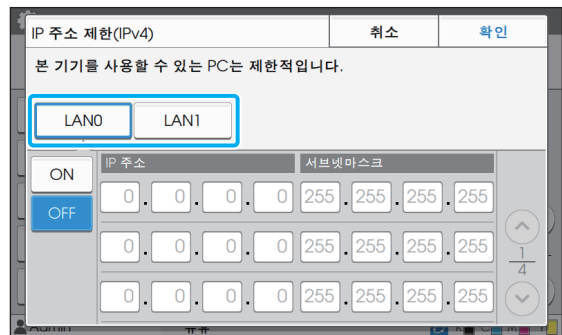 IP 주소 제한(IPv4) 취소 확인
본 기기를 사용할 수 있는 PC는 제한적입니다.
LAN0 LAN1
ON
OFF
IP 주소 서브넷마스크
0 . 0 . 0 . 0 255 . 255 . 255 . 255
0 . 0 . 0 . 0 255 . 255 . 255 . 255
0 . 0 . 0 . 0 255 . 255 . 255 . 255
1
4
Admin